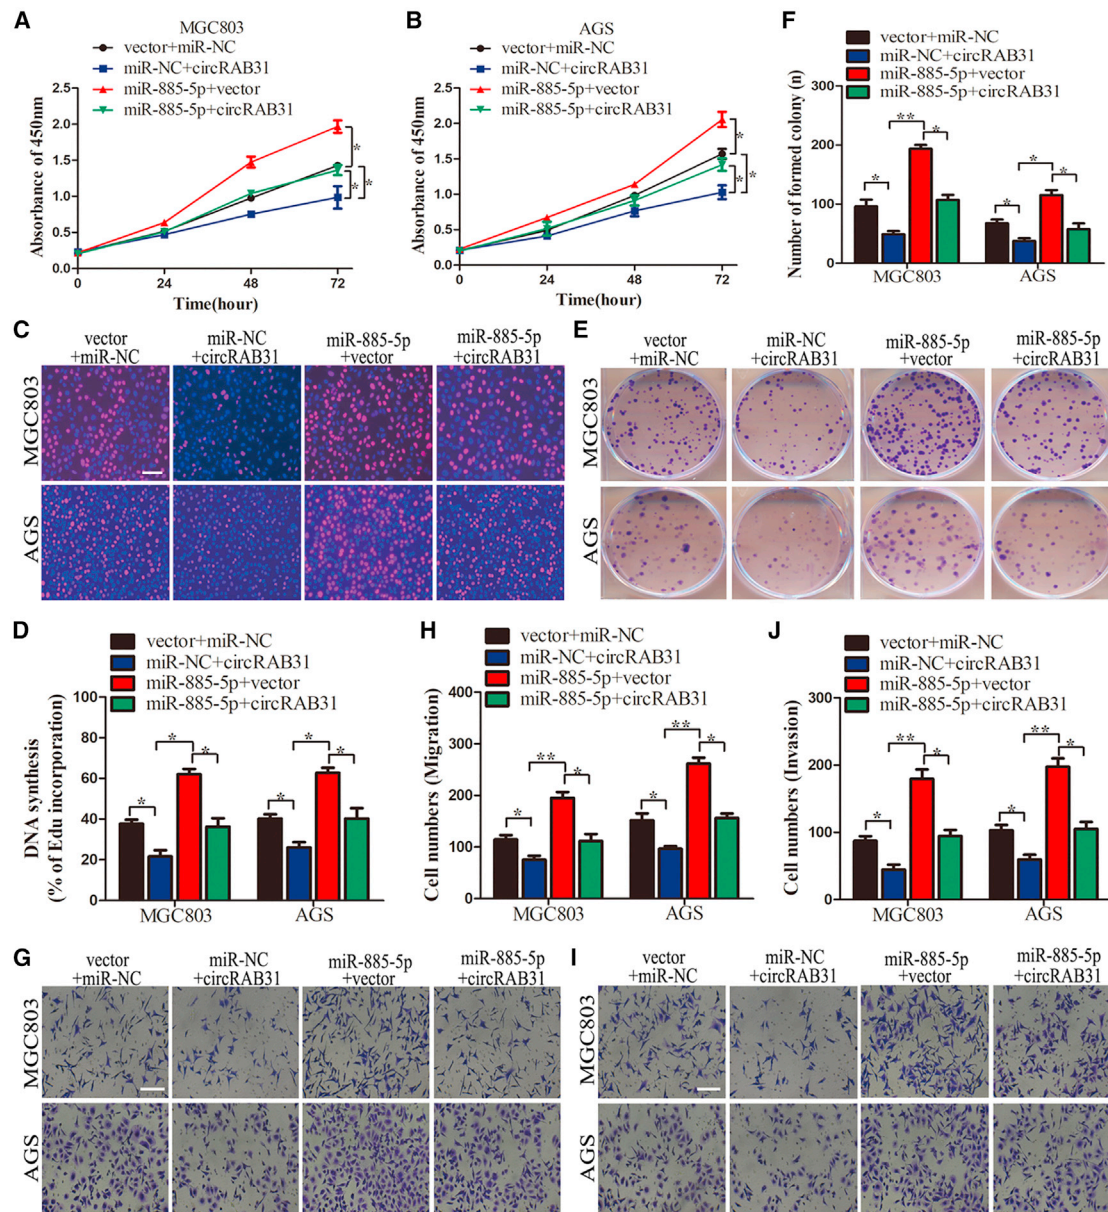 A
MGC803
vector+miR-NC
miR-NC+circRAB31
miR-885-5p+vector
miR-885-5p+circRAB31
Absorbance of 450nm
2.5
2.0
1.5
1.0
0.5
0.0
*
*
*
0
24
48
72
Time(hour)
B
AGS
vector+miR-NC
miR-NC+circRAB31
miR-885-5p+vector
miR-885-5p+circRAB31
Absorbance of 450nm
2.5
2.0
1.5
1.0
0.5
0.0
*
*
*
0
24
48
72
Time(hour)
F
vector+miR-NC
miR-NC+circRAB31
miR-885-5p+vector
miR-885-5p+circRAB31
Number of formed colony (n)
300
200
100
0
*
**
*
*
*
*
MGC803
AGS
C
vector
+miR-NC
miR-NC
+circRAB31
miR-885-5p
+vector
miR-885-5p
+circRAB31
MGC803
AGS
E
vector
+miR-NC
miR-NC
+circRAB31
miR-885-5p
+vector
miR-885-5p
+circRAB31
MGC803
AGS
D
vector+miR-NC
miR-NC+circRAB31
miR-885-5p+vector
miR-885-5p+circRAB31
DNA synthesis
(% of Edu incorporation)
100
80
60
40
20
0
*
*
*
*
*
*
MGC803
AGS
H
vector+miR-NC
miR-NC+circRAB31
miR-885-5p+vector
miR-885-5p+circRAB31
Cell numbers (Migration)
400
300
200
100
0
*
**
*
*
**
*
MGC803
AGS
J
vector+miR-NC
miR-NC+circRAB31
miR-885-5p+vector
miR-885-5p+circRAB31
Cell numbers (Invasion)
300
200
100
0
*
**
*
*
**
*
MGC803
AGS
G
vector
+miR-NC
miR-NC
+circRAB31
miR-885-5p
+vector
miR-885-5p
+circRAB31
MGC803
AGS
I
vector
+miR-NC
miR-NC
+circRAB31
miR-885-5p
+vector
miR-885-5p
+circRAB31
MGC803
AGS